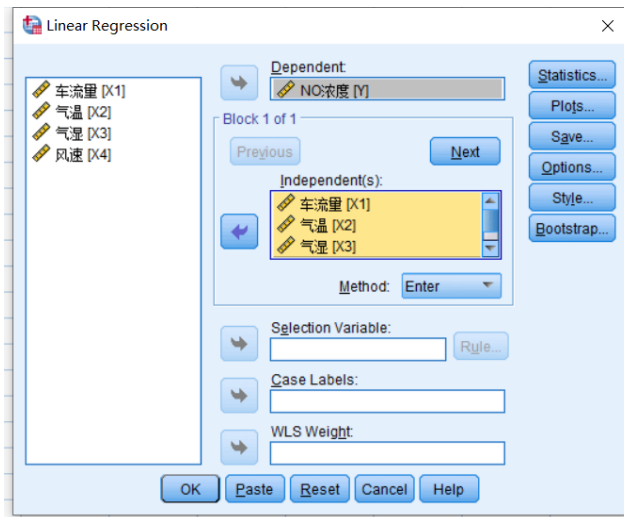 Linear Regression
车流量 [X1]
气温 [X2]
气湿 [X3]
风速 [X4]
Dependent:
NO浓度 [Y]
Block 1 of 1
Previous
Next
Independent(s):
车流量 [X1]
气温 [X2]
气湿 [X3]
Method: Enter
Selection Variable:
Rule...
Case Labels:
WLS Weight:
Statistics...
Plots...
Save...
Options...
Style...
Bootstrap...
OK Paste Reset Cancel Help